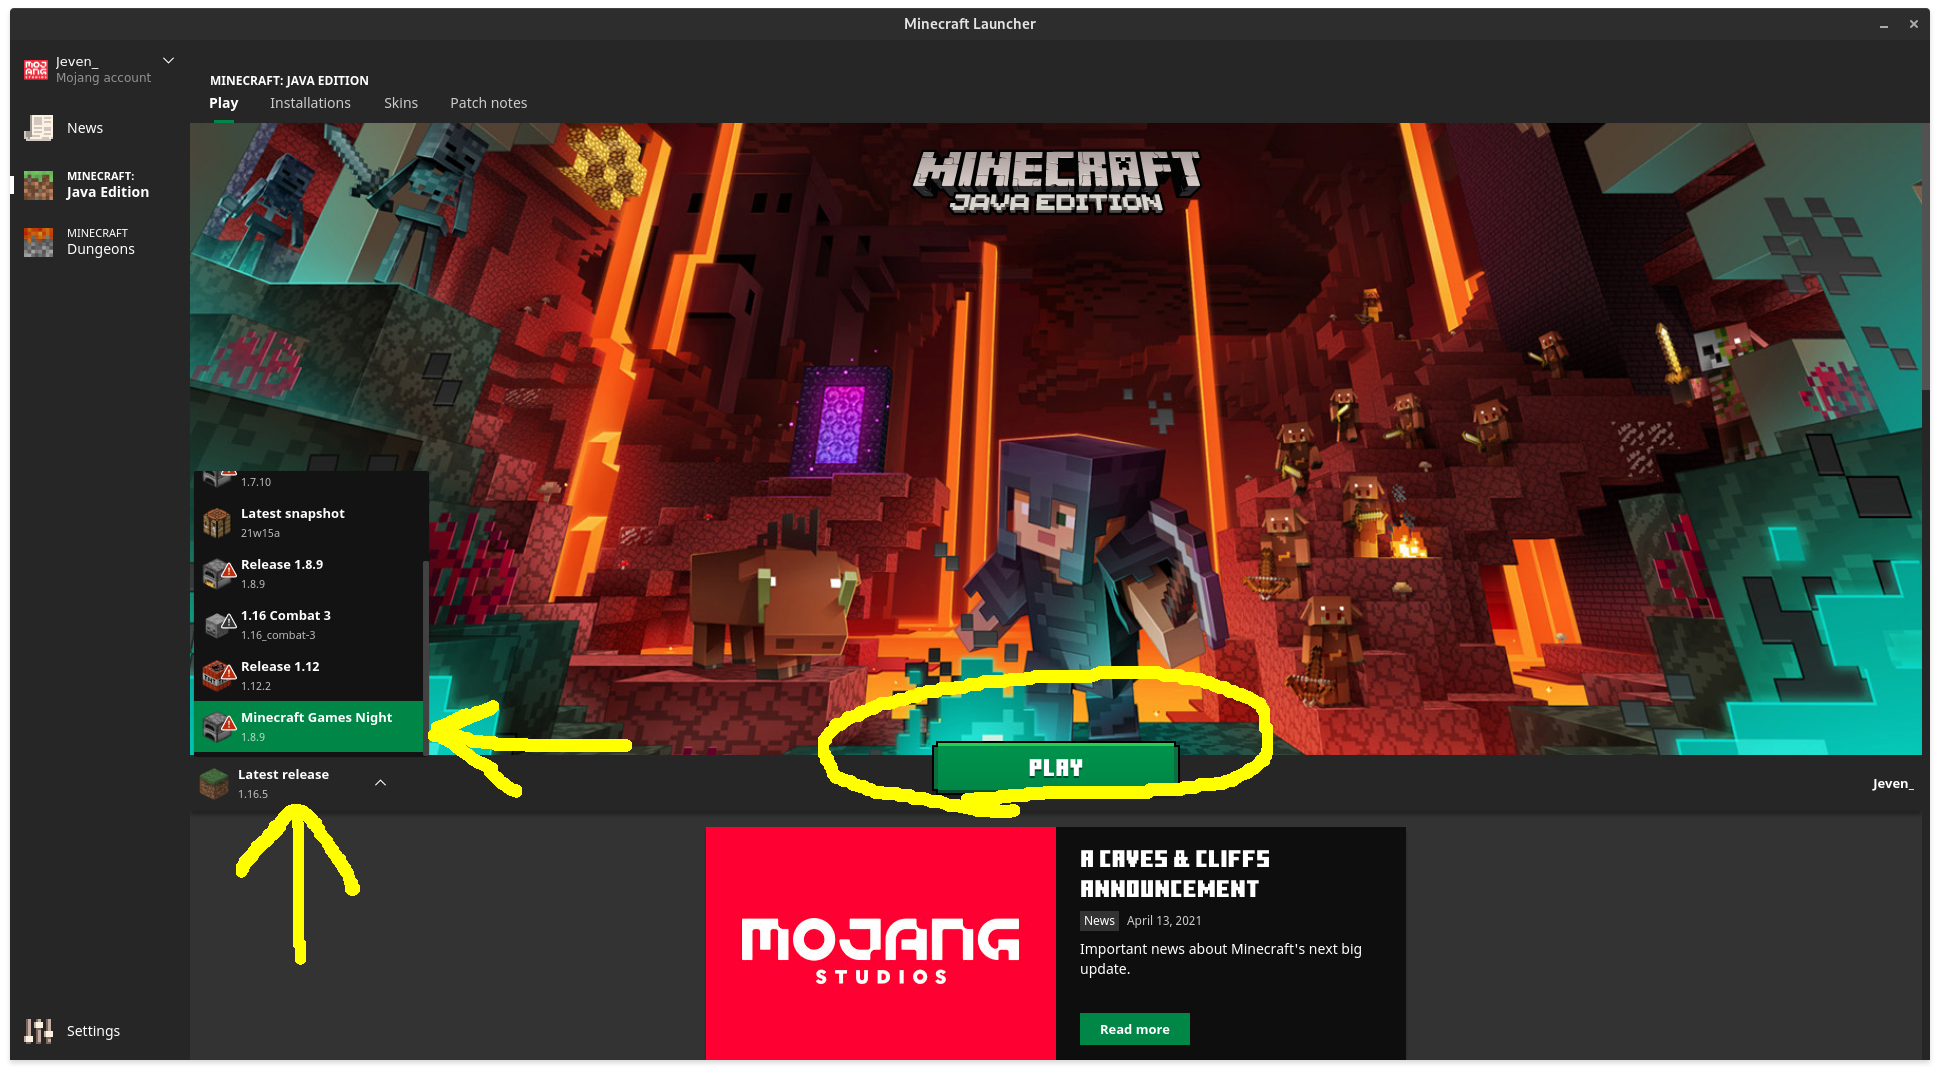 Minecraft Launcher
Jeven_
Mojang account
News
MINECRAFT:
Java Edition
MINECRAFT
Dungeons
Settings
MINECRAFT: JAVA EDITION
Play Installations Skins Patch notes
MINECRAFT
JAVA EDITION
1.7.10
Latest snapshot
21w15a
Release 1.8.9
1.8.9
1.16 Combat 3
1.16_combat-3
Release 1.12
1.12.2
Minecraft Games Night
1.8.9
Latest release
1.16.5
PLAY
Jeven_
MOJANG
STUDIOS
A CAVES & CLIFFS
ANNOUNCEMENT
News April 13, 2021
Important news about Minecraft's next big
update.
Read more